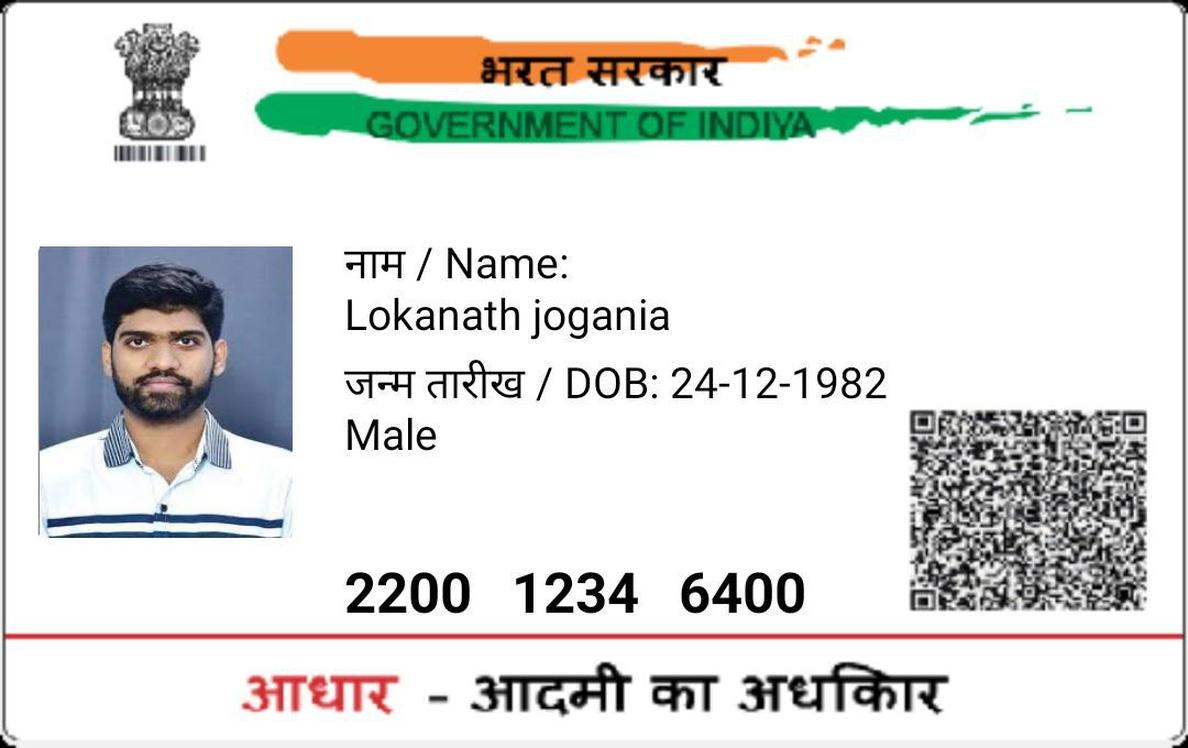 भरत सरकार
GOVERNMENT OF INDIYA
नाम / Name:
Lokanath jogania
जन्म तारीख / DOB: 24-12-1982
Male
2200 1234 6400
आधार - आदमी का अधकिार